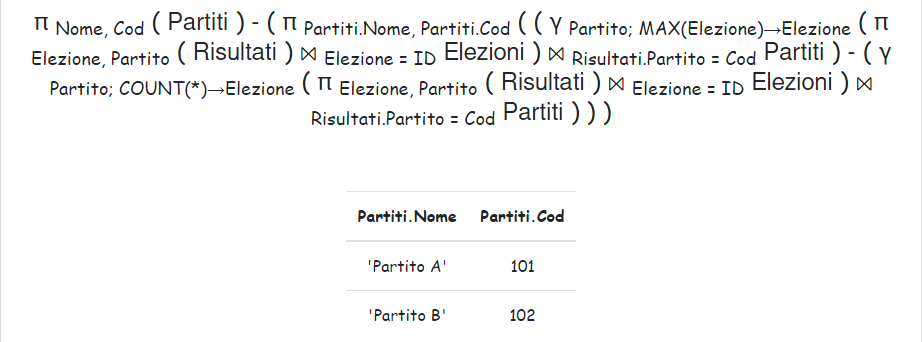 π Nome, Cod ( Partiti ) - ( π Partiti.Nome, Partiti.Cod ( ( γ Partito; MAX(Elezione)→Elezione ( π
Elezione, Partito ( Risultati ) ⋈ Elezione = ID Elezioni ) ⋈ Risultati.Partito = Cod Partiti ) - ( γ
Partito; COUNT(*)→Elezione ( π Elezione, Partito ( Risultati ) ⋈ Elezione = ID Elezioni ) ⋈
Risultati.Partito = Cod Partiti ) ) )
Partiti.Nome Partiti.Cod
'Partito A' 101
'Partito B' 102